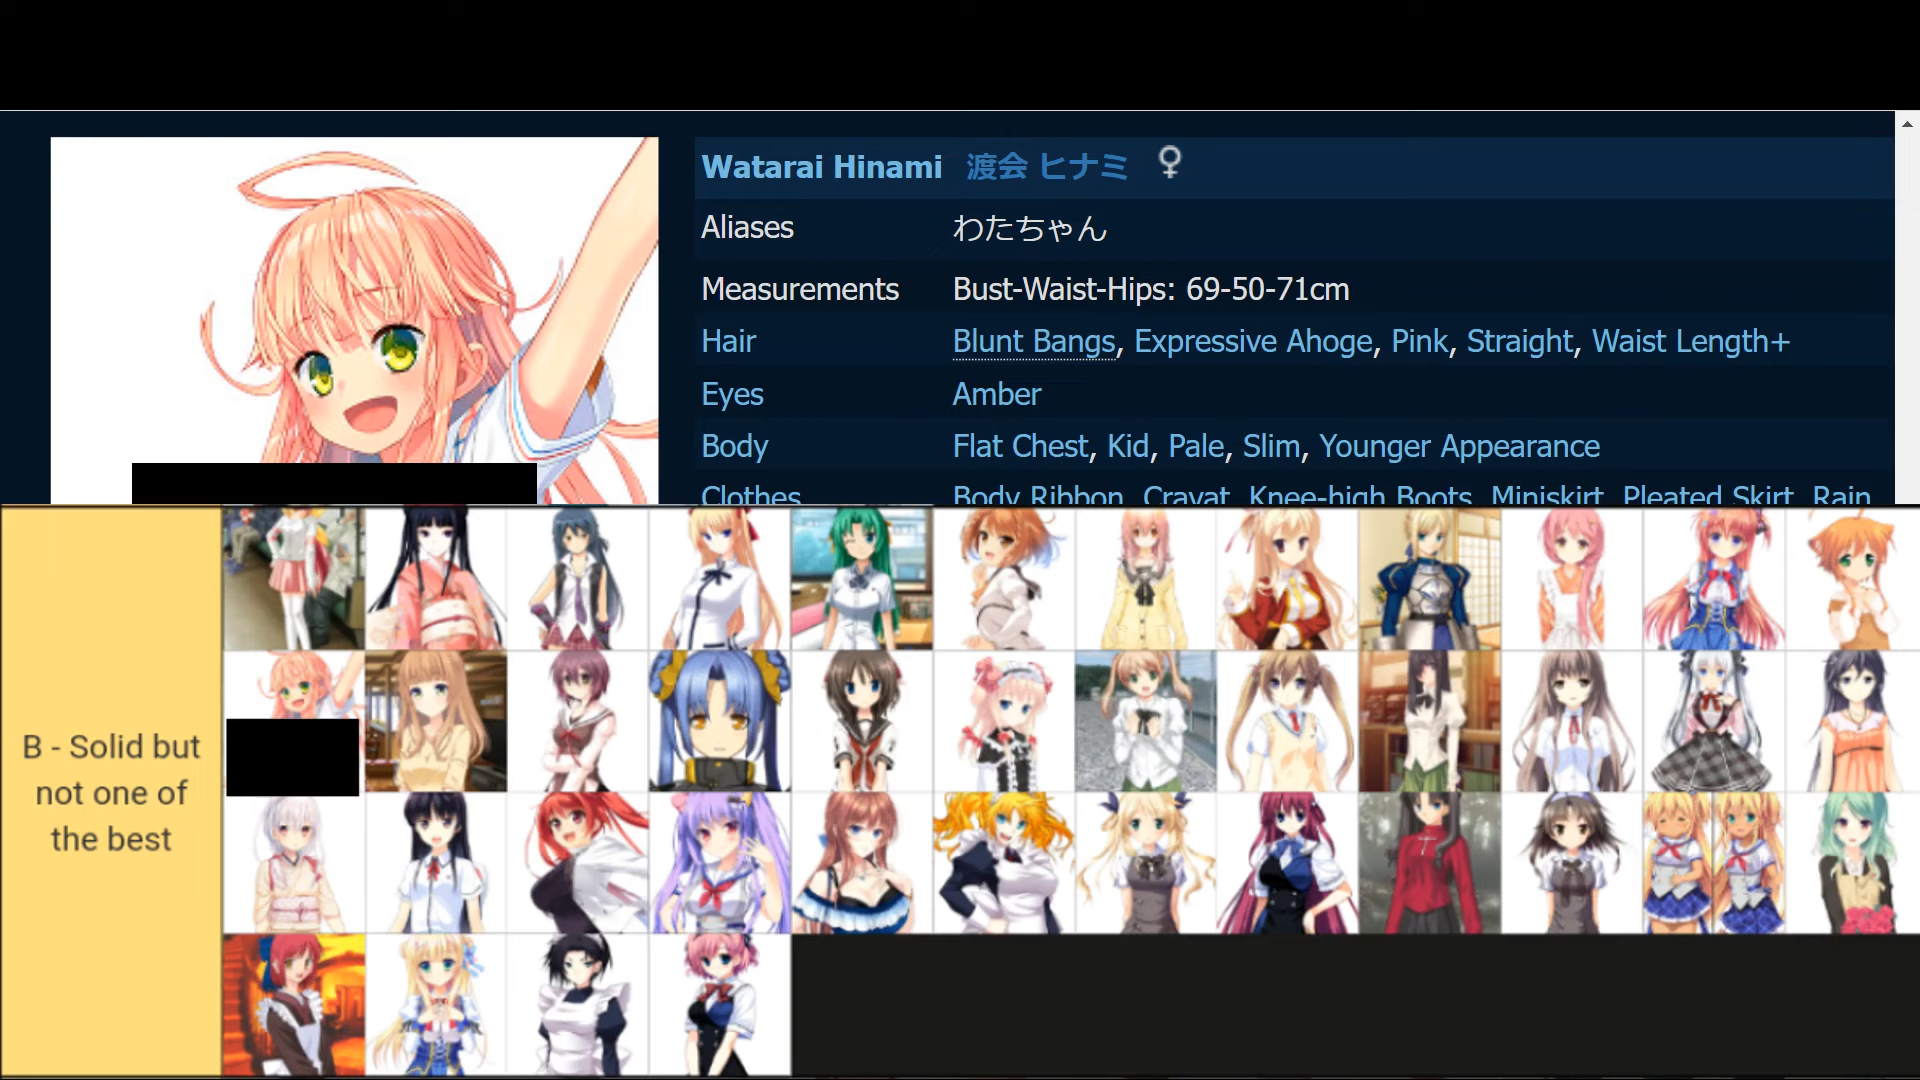 Watarai Hinami 渡会 ヒナミ ♀
Aliases わたちゃん
Measurements Bust-Waist-Hips: 69-50-71cm
Hair Blunt Bangs, Expressive Ahoge, Pink, Straight, Waist Length+
Eyes Amber
Body Flat Chest, Kid, Pale, Slim, Younger Appearance
Clothes Body Ribbon, Cravat, Knee-high Boots, Miniskirt, Pleated Skirt, Rain
B - Solid but
not one of
the best